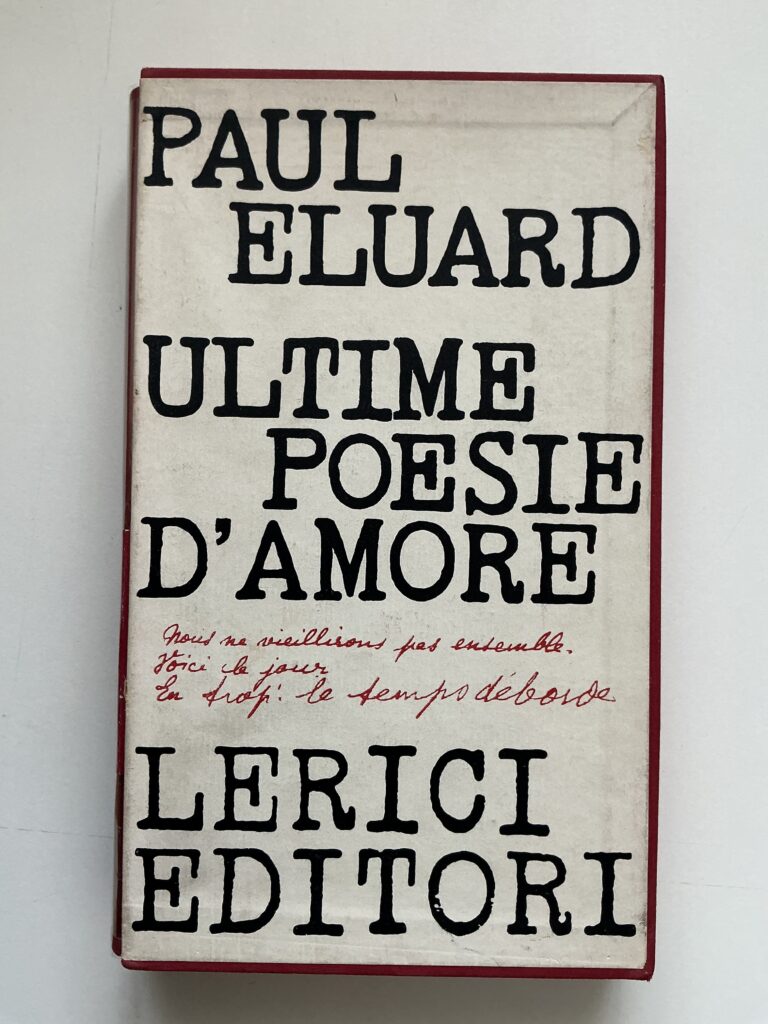 PAUL
ELUARD
ULTIME
POESIE
D'AMORE
Nous ne vieillirons pas ensemble.
Voici le jour
En trop: le temps déborde
LERICI
EDITORI